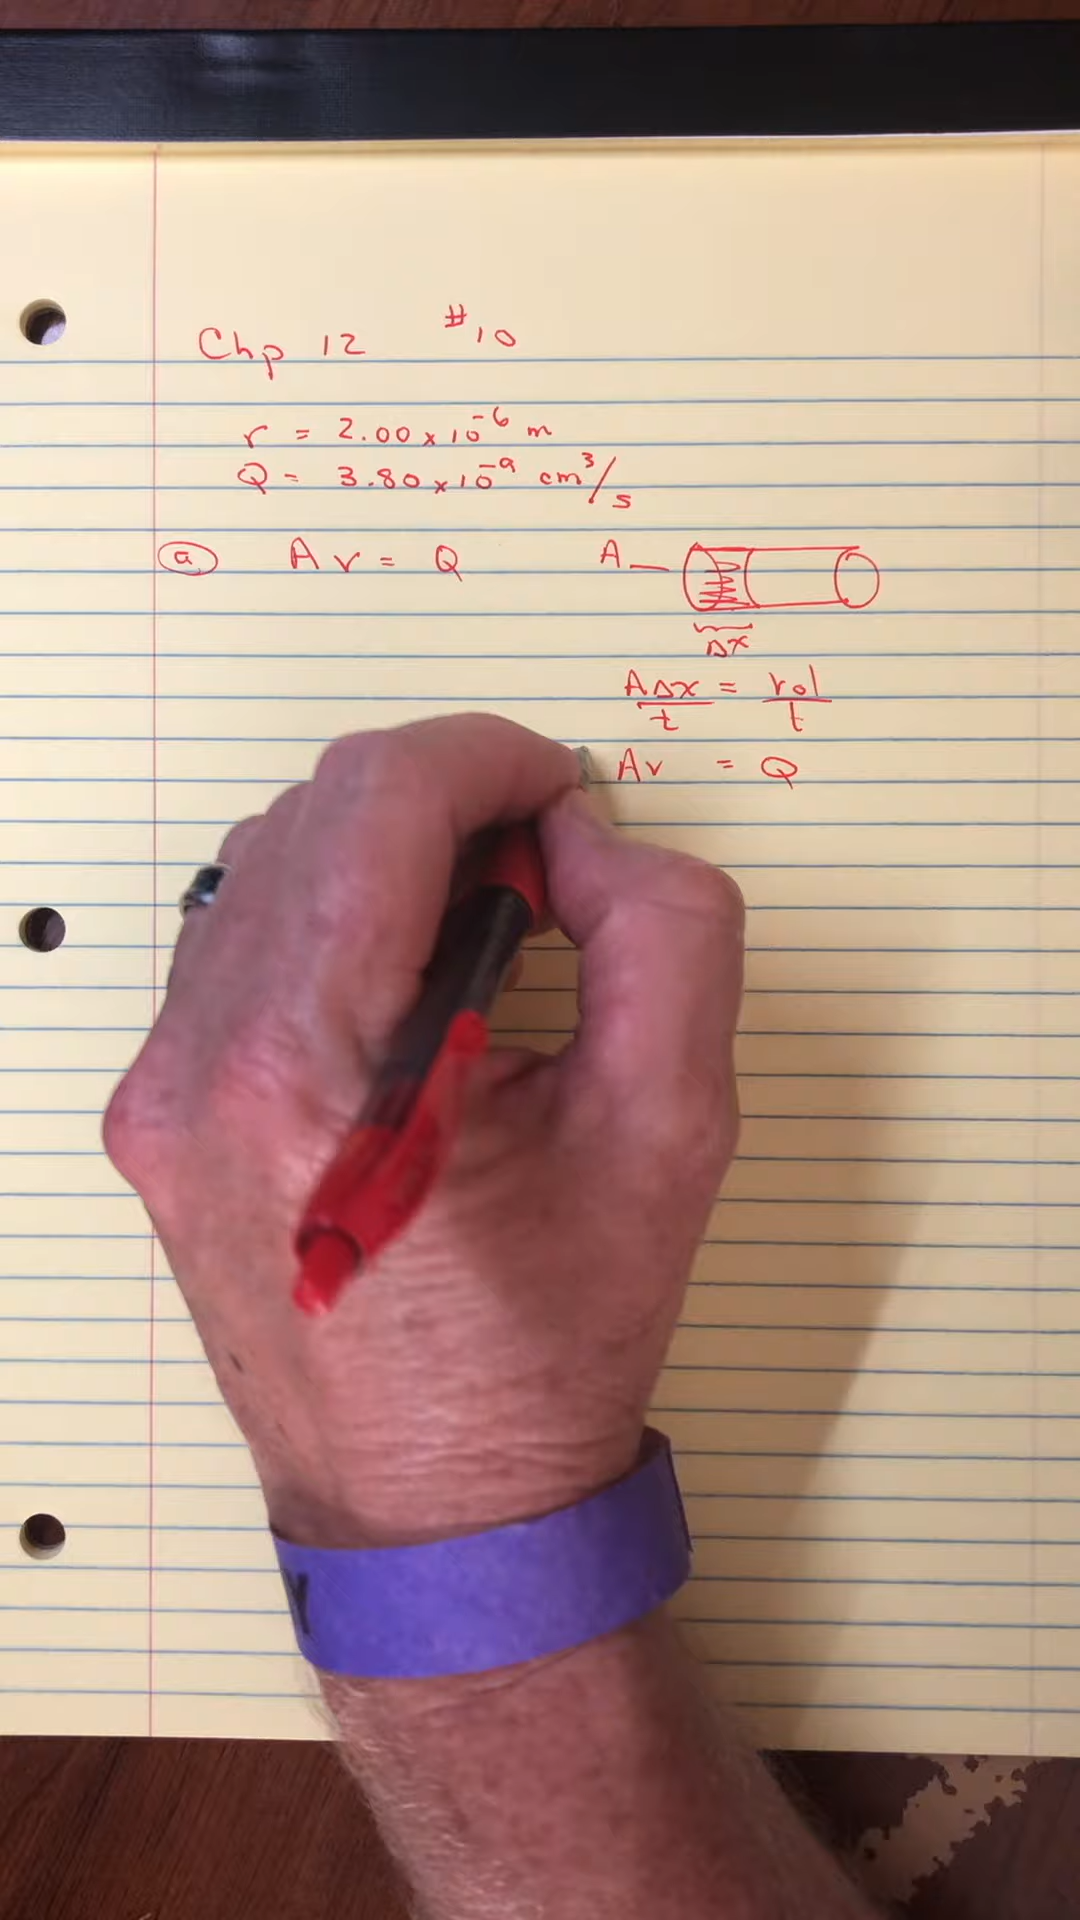 Chp 12 #10
r = 2.00 x 10⁻⁶ m
Q = 3.80 x 10⁻⁹ cm³/s
(a) Av = Q
A
Δx
AΔx/t = vol/t
Av = Q